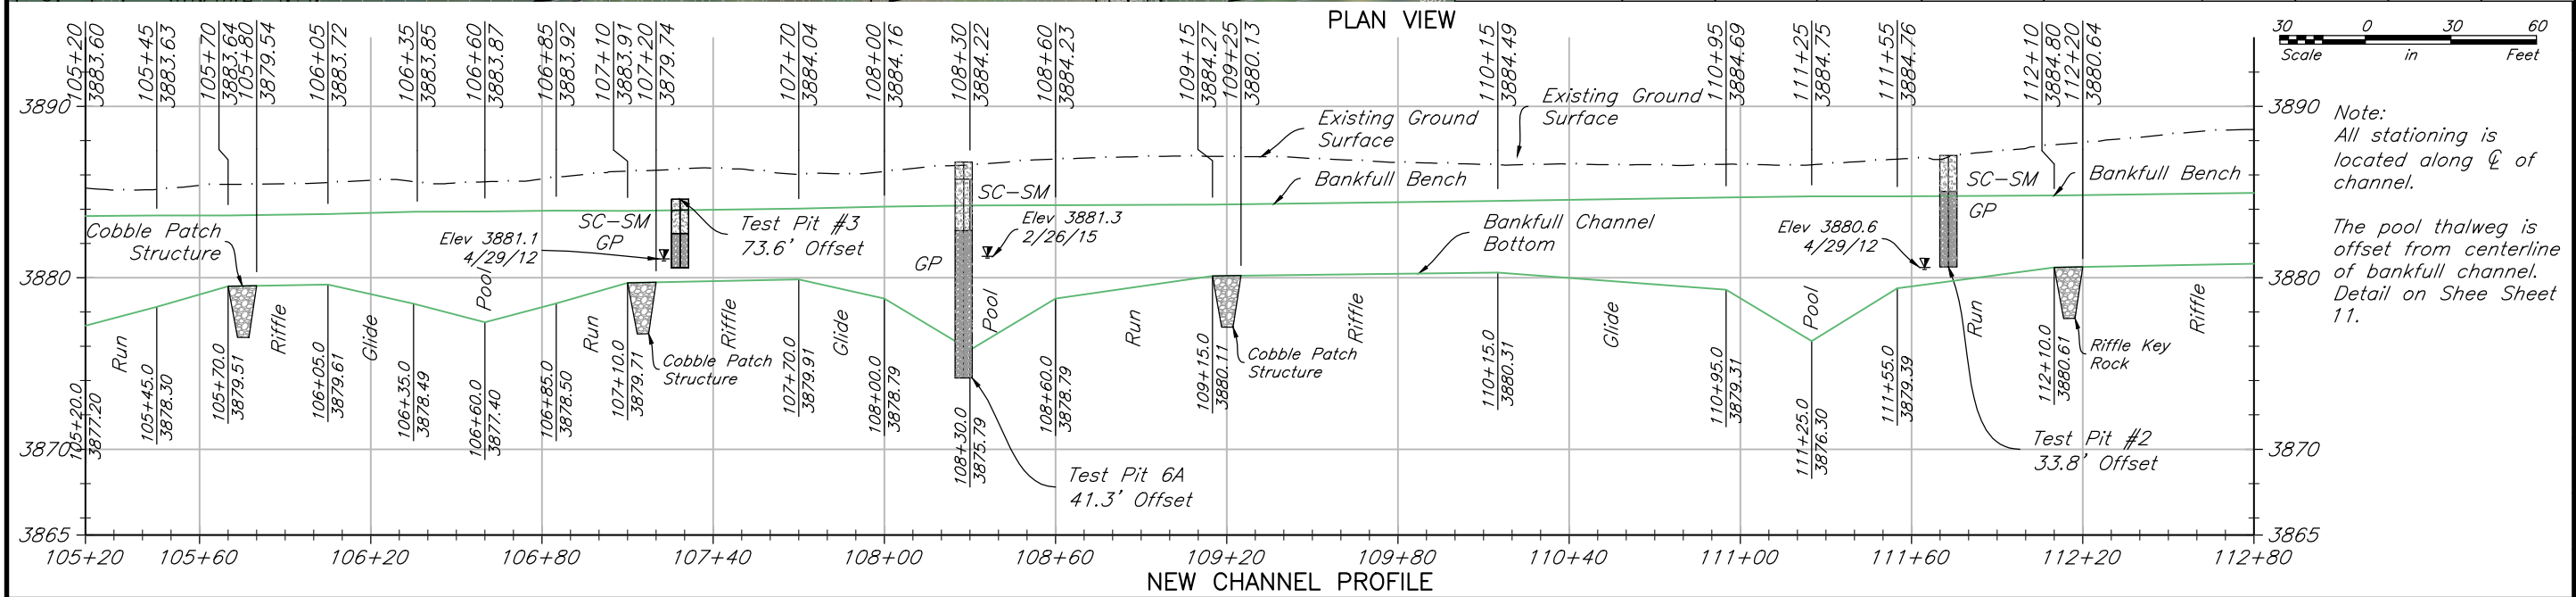 PLAN VIEW
30 0 30 60
Scale in Feet
105+20
3883.60
105+45
3883.63
105+70
3883.64
105+80
3879.54
106+05
3883.72
106+35
3883.85
106+60
3883.87
106+85
3883.92
107+10
3883.91
107+20
3879.74
107+70
3884.04
108+00
3884.16
108+30
3884.22
108+60
3884.23
109+15
3884.27
109+25
3880.13
110+15
3884.49
110+95
3884.69
111+25
3884.75
111+55
3884.76
112+10
3884.80
112+20
3880.64
3890
3880
3870
3865
3890
3880
3870
3865
Existing Ground
Surface
Existing Ground
Surface
Bankfull Bench
Bankfull Bench
Bankfull Channel
Bottom
Cobble Patch
Structure
Elev 3881.1
4/29/12
SC-SM
GP
Test Pit #3
73.6' Offset
SC-SM
GP
Elev 3881.3
2/26/15
Test Pit 6A
41.3' Offset
Elev 3880.6
4/29/12
SC-SM
GP
Test Pit #2
33.8' Offset
Cobble Patch
Structure
Cobble Patch
Structure
Riffle Key
Rock
Run
Riffle
Glide
Pool
Run
Riffle
Glide
Pool
Run
Riffle
Glide
Pool
Run
Riffle
105+20.0
3877.20
105+45.0
3878.30
105+70.0
3879.51
106+05.0
3879.61
106+35.0
3878.49
106+60.0
3877.40
106+85.0
3878.50
107+10.0
3879.71
107+70.0
3879.91
108+00.0
3878.79
108+30.0
3875.79
108+60.0
3878.79
109+15.0
3880.11
110+15.0
3880.31
110+95.0
3879.31
111+25.0
3876.30
111+55.0
3879.39
112+10.0
3880.61
105+20 105+60 106+20 106+80 107+40 108+00 108+60 109+20 109+80 110+40 111+00 111+60 112+20 112+80
NEW CHANNEL PROFILE
Note:
All stationing is
located along ℄ of
channel.
The pool thalweg is
offset from centerline
of bankfull channel.
Detail on Shee Sheet
11.